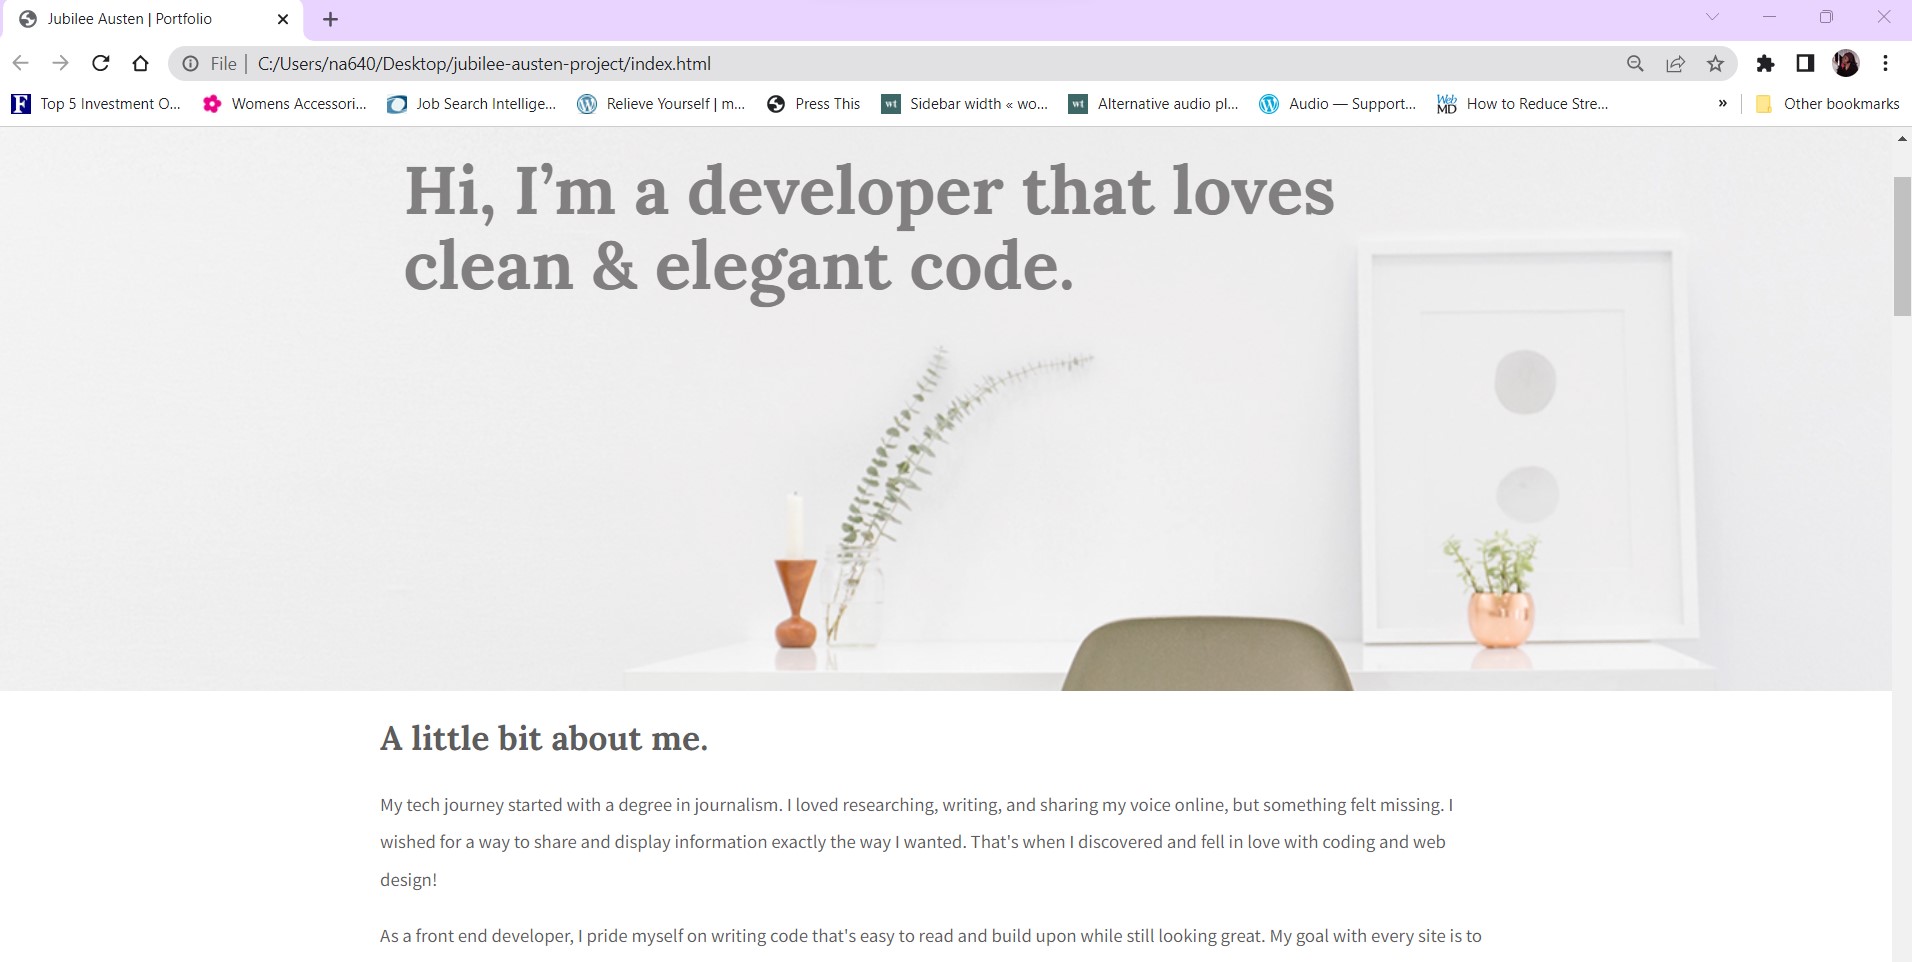 Jubilee Austen | Portfolio
File | C:/Users/na640/Desktop/jubilee-austen-project/index.html
F Top 5 Investment O... Womens Accessori... Job Search Intellige... Relieve Yourself | m... Press This wt Sidebar width « wo... wt Alternative audio pl... Audio — Support... Web MD How to Reduce Stre... » Other bookmarks
Hi, I’m a developer that loves
clean & elegant code.
A little bit about me.
My tech journey started with a degree in journalism. I loved researching, writing, and sharing my voice online, but something felt missing. I
wished for a way to share and display information exactly the way I wanted. That's when I discovered and fell in love with coding and web
design!
As a front end developer, I pride myself on writing code that's easy to read and build upon while still looking great. My goal with every site is to